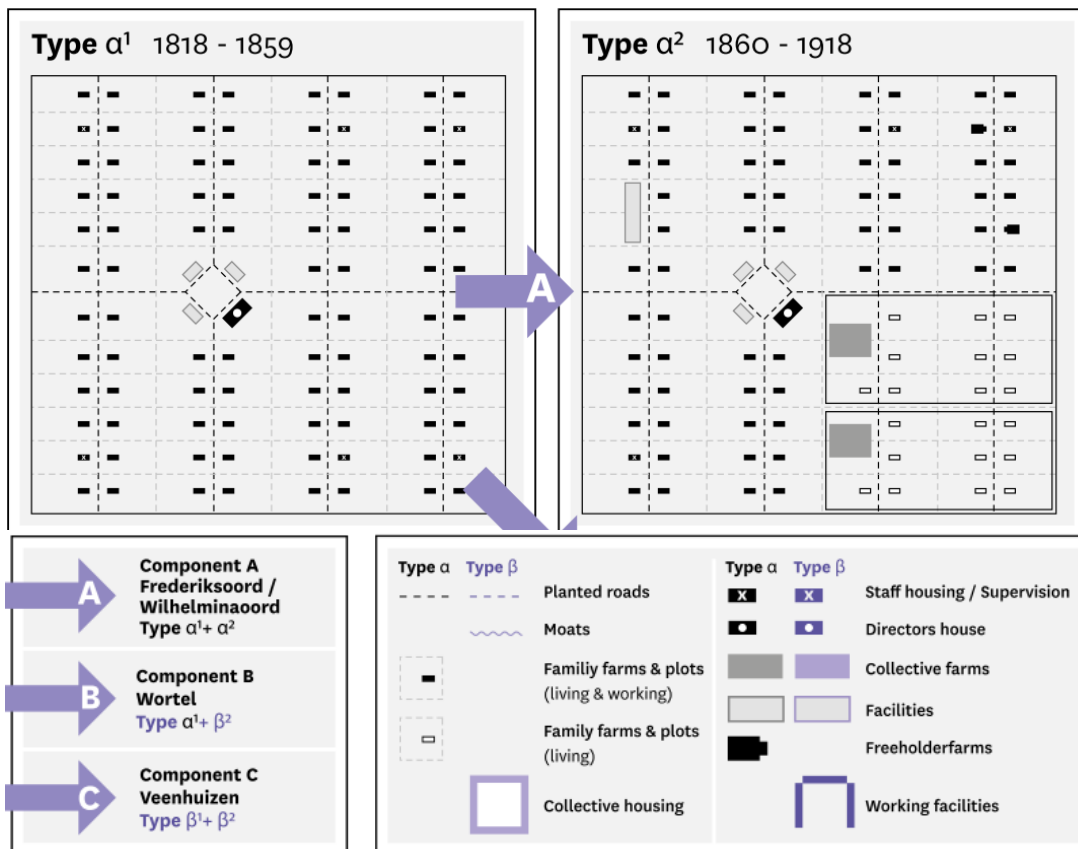 Type α¹ 1818 - 1859
Type α² 1860 - 1918
x
x
x
x
x
x
x
x
x
A
Component A
Frederiksoord /
Wilhelminaoord
Type α¹+ α²
A
Component B
Wortel
Type α¹+ β²
B
Component C
Veenhuizen
Type β¹+ β²
C
Type α Type β
Planted roads
Moats
Familiy farms & plots
(living & working)
Family farms & plots
(living)
Collective housing
Type α Type β
X X Staff housing / Supervision
Directors house
Collective farms
Facilities
Freeholderfarms
Working facilities